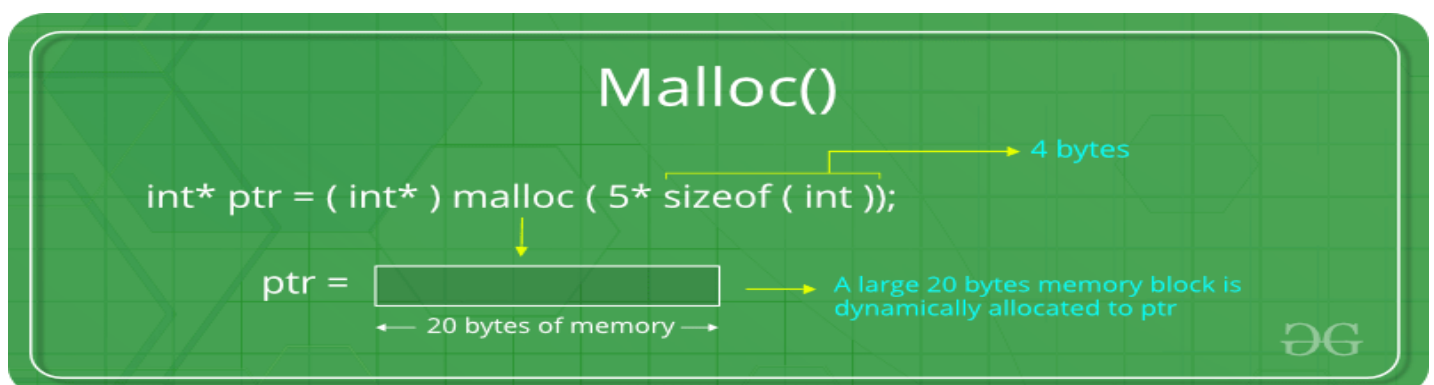 Malloc()
4 bytes
int* ptr = ( int* ) malloc ( 5* sizeof ( int ));
ptr =
A large 20 bytes memory block is
dynamically allocated to ptr
20 bytes of memory